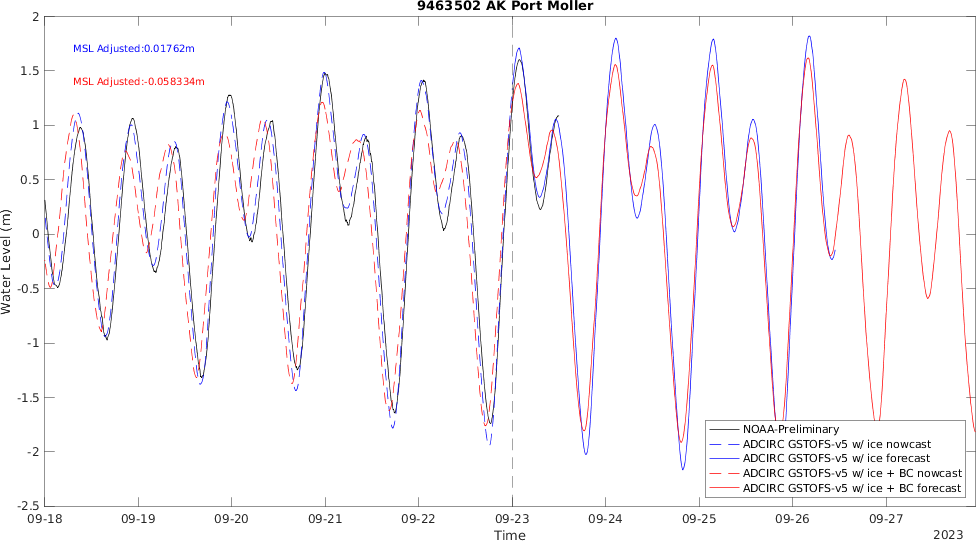 9463502 AK Port Moller
MSL Adjusted:0.01762m
MSL Adjusted:-0.058334m
Water Level (m)
2
1.5
1
0.5
0
-0.5
-1
-1.5
-2
-2.5
NOAA-Preliminary
ADCIRC GSTOFS-v5 w/ ice nowcast
ADCIRC GSTOFS-v5 w/ ice forecast
ADCIRC GSTOFS-v5 w/ ice + BC nowcast
ADCIRC GSTOFS-v5 w/ ice + BC forecast
09-18 09-19 09-20 09-21 09-22 09-23 09-24 09-25 09-26 09-27
Time
2023